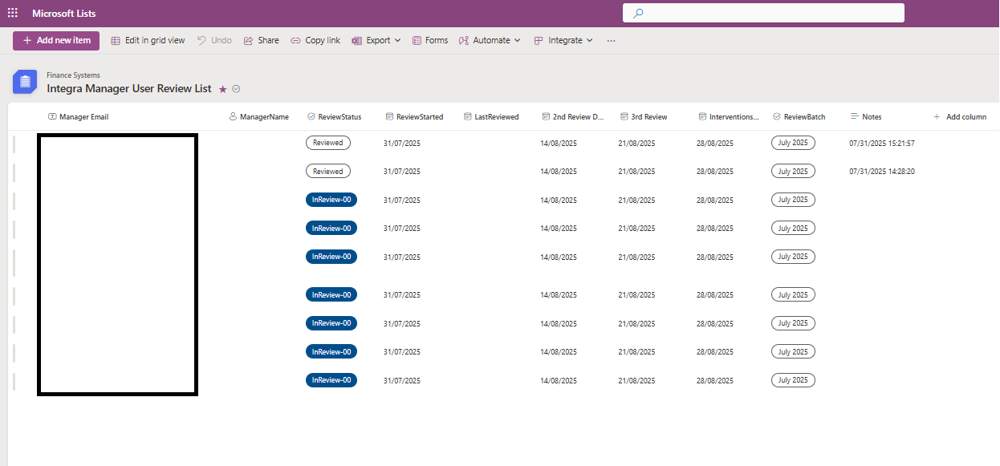 Microsoft Lists
Add new item Edit in grid view Undo Share Copy link Export Forms Automate Integrate ...
Finance Systems
Integra Manager User Review List
Manager Email ManagerName ReviewStatus ReviewStarted LastReviewed 2nd Review D... 3rd Review Interventions... ReviewBatch Notes Add column
Reviewed 31/07/2025 14/08/2025 21/08/2025 28/08/2025 July 2025 07/31/2025 15:21:57
Reviewed 31/07/2025 14/08/2025 21/08/2025 28/08/2025 July 2025 07/31/2025 14:28:20
InReview-00 31/07/2025 14/08/2025 21/08/2025 28/08/2025 July 2025
InReview-00 31/07/2025 14/08/2025 21/08/2025 28/08/2025 July 2025
InReview-00 31/07/2025 14/08/2025 21/08/2025 28/08/2025 July 2025
InReview-00 31/07/2025 14/08/2025 21/08/2025 28/08/2025 July 2025
InReview-00 31/07/2025 14/08/2025 21/08/2025 28/08/2025 July 2025
InReview-00 31/07/2025 14/08/2025 21/08/2025 28/08/2025 July 2025
InReview-00 31/07/2025 14/08/2025 21/08/2025 28/08/2025 July 2025